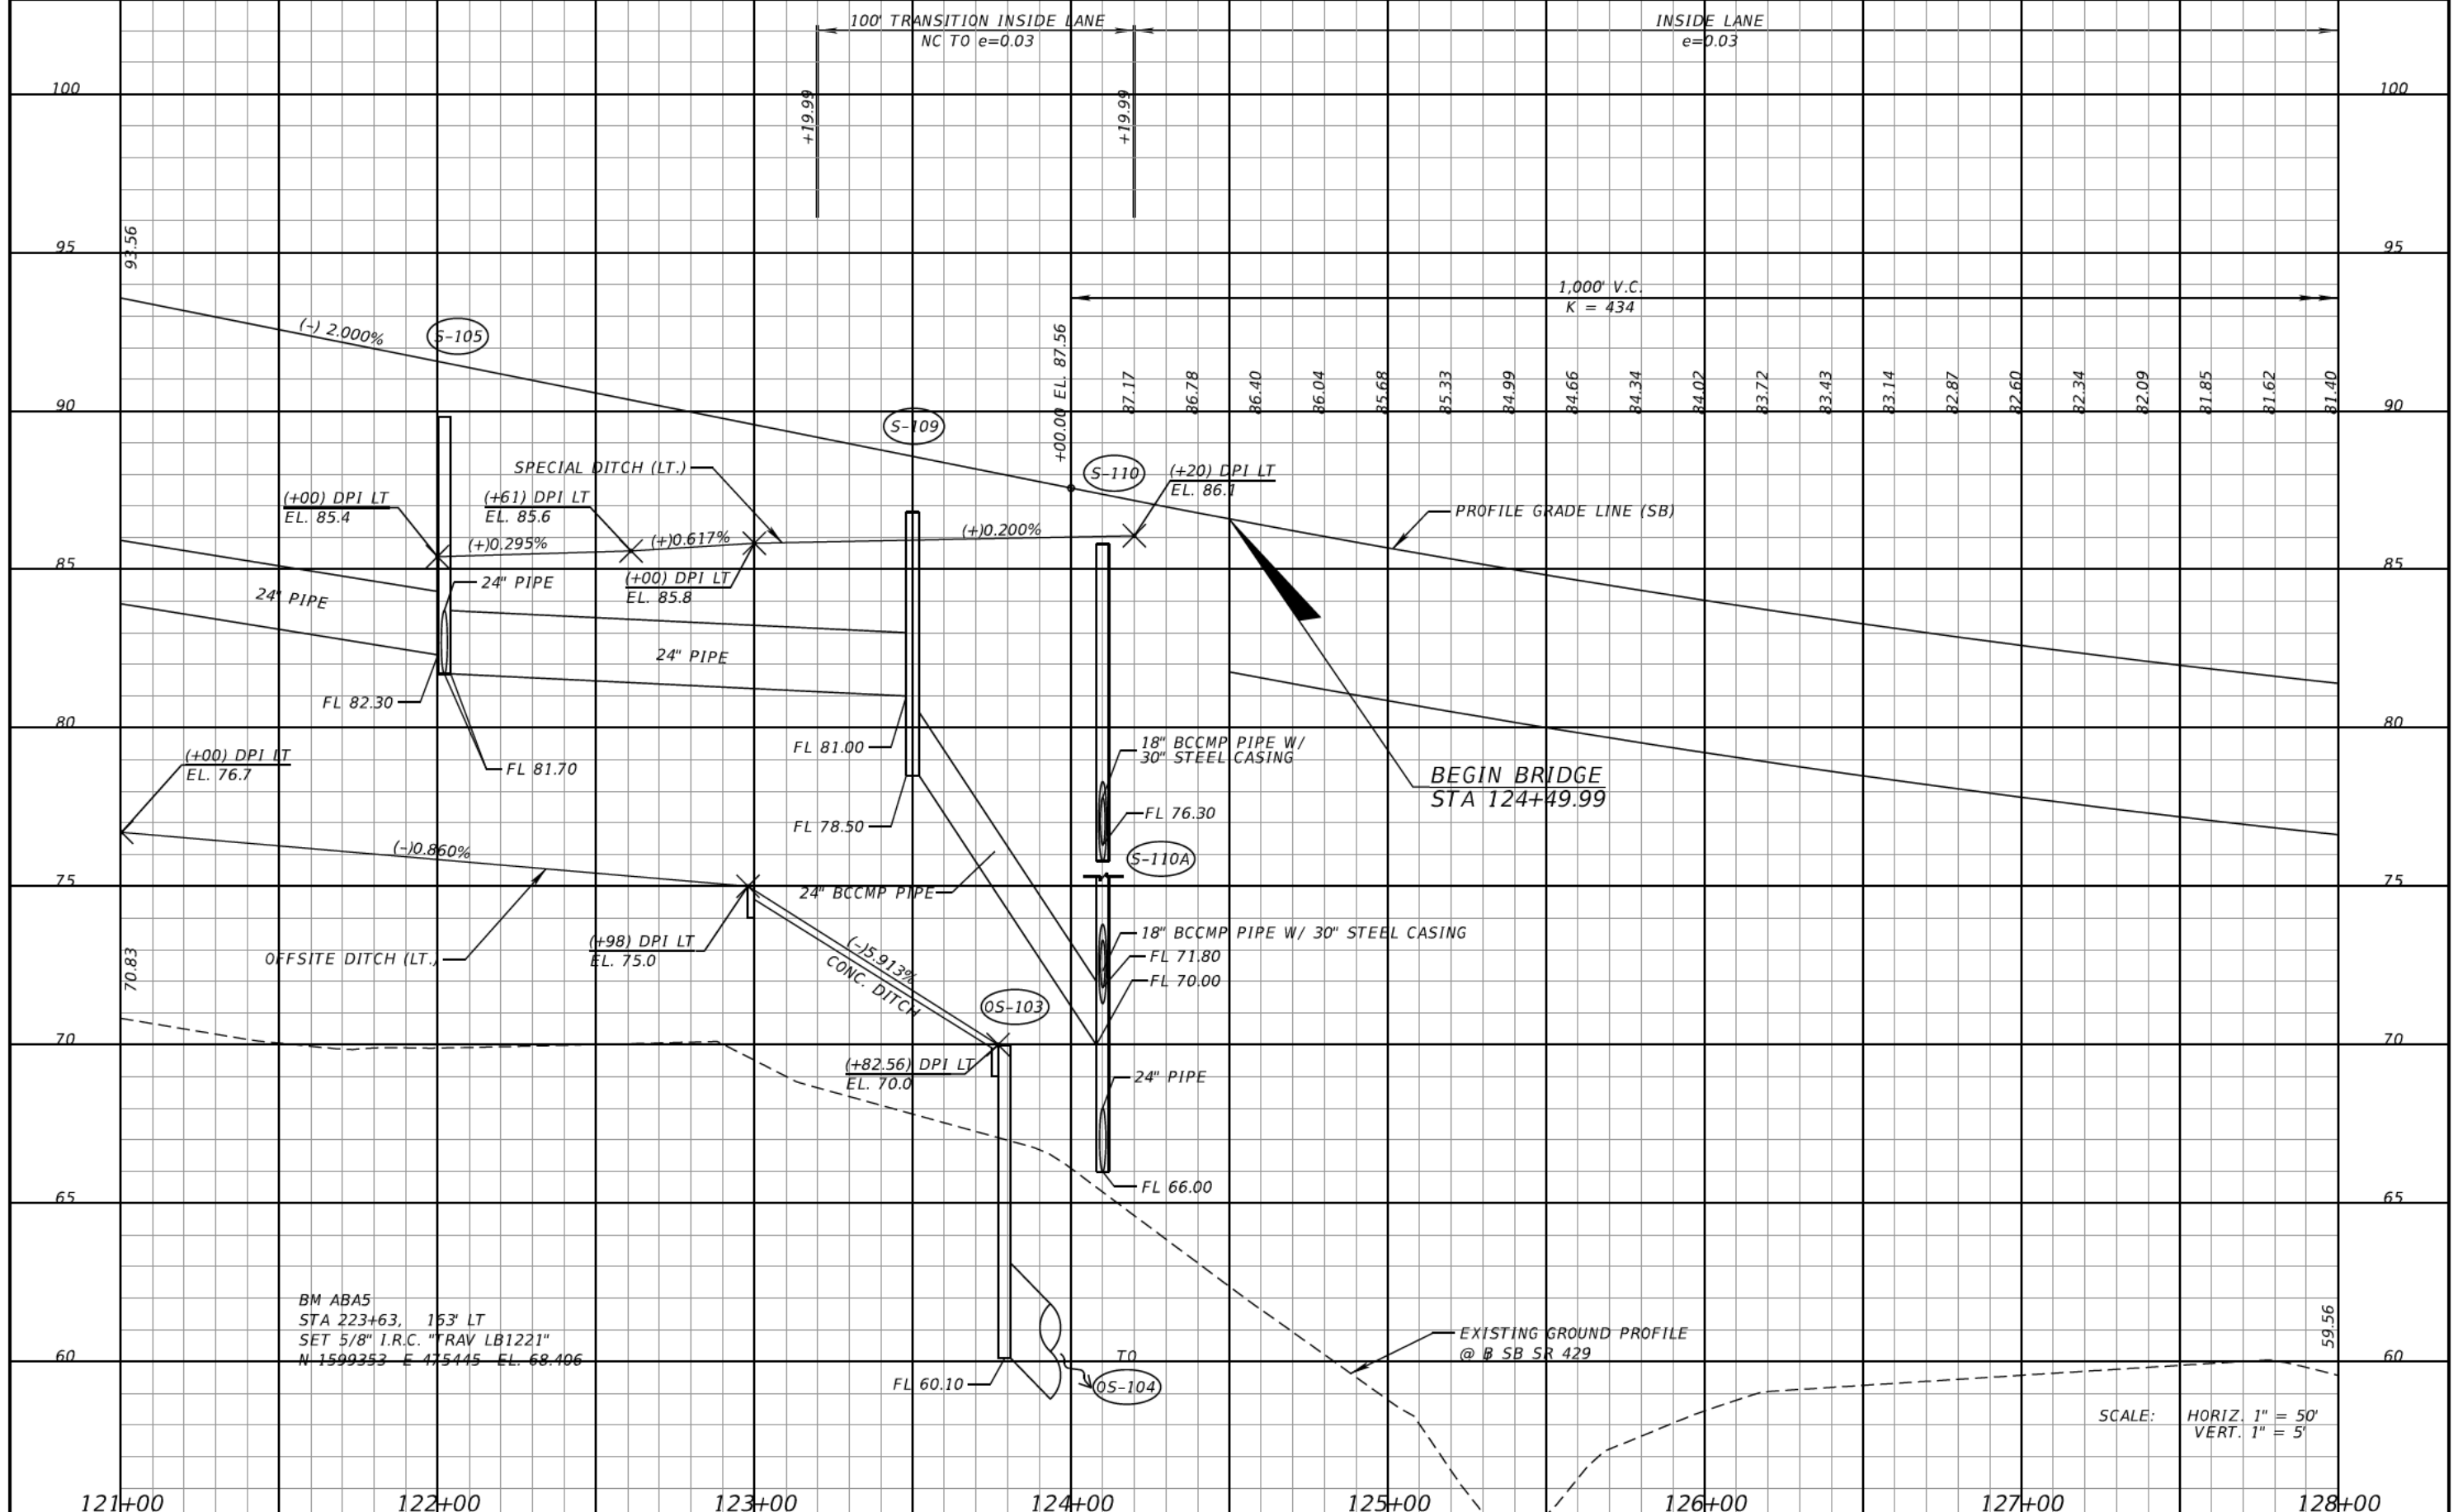 100' TRANSITION INSIDE LANE
NC TO e=0.03
INSIDE LANE
e=0.03
+19.99
+19.99
100
100
95
95
93.56
1,000' V.C.
K = 434
(-) 2.000%
S-105
+00.00 EL. 87.56
87.17
86.78
86.40
86.04
85.68
85.33
84.99
84.66
84.34
84.02
83.72
83.43
83.14
82.87
82.60
82.34
82.09
81.85
81.62
81.40
90
90
S-109
SPECIAL DITCH (LT.)
S-110
(+20) DPI LT
EL. 86.1
(+00) DPI LT
EL. 85.4
(+61) DPI LT
EL. 85.6
PROFILE GRADE LINE (SB)
(+)0.295%
(+)0.617%
(+)0.200%
85
85
(+00) DPI LT
EL. 85.8
24" PIPE
24" PIPE
24" PIPE
FL 82.30
80
80
FL 81.00
18" BCCMP PIPE W/
30" STEEL CASING
(+00) DPI LT
EL. 76.7
FL 81.70
BEGIN BRIDGE
STA 124+49.99
FL 78.50
FL 76.30
(-)0.860%
S-110A
75
75
24" BCCMP PIPE
18" BCCMP PIPE W/ 30" STEEL CASING
(+98) DPI LT
EL. 75.0
(-)5.913%
CONC. DITCH
OFFSITE DITCH (LT.)
70.83
FL 71.80
FL 70.00
OS-103
70
70
(+82.56) DPI LT
EL. 70.0
24" PIPE
FL 66.00
65
65
BM ABA5
STA 223+63, 163' LT
SET 5/8" I.R.C. "TRAV LB1221"
N 1599353 E 475445 EL. 68.406
EXISTING GROUND PROFILE
@ B SB SR 429
59.56
60
60
TO
OS-104
FL 60.10
SCALE: HORIZ. 1" = 50'
VERT. 1" = 5'
121+00
122+00
123+00
124+00
125+00
126+00
127+00
128+00